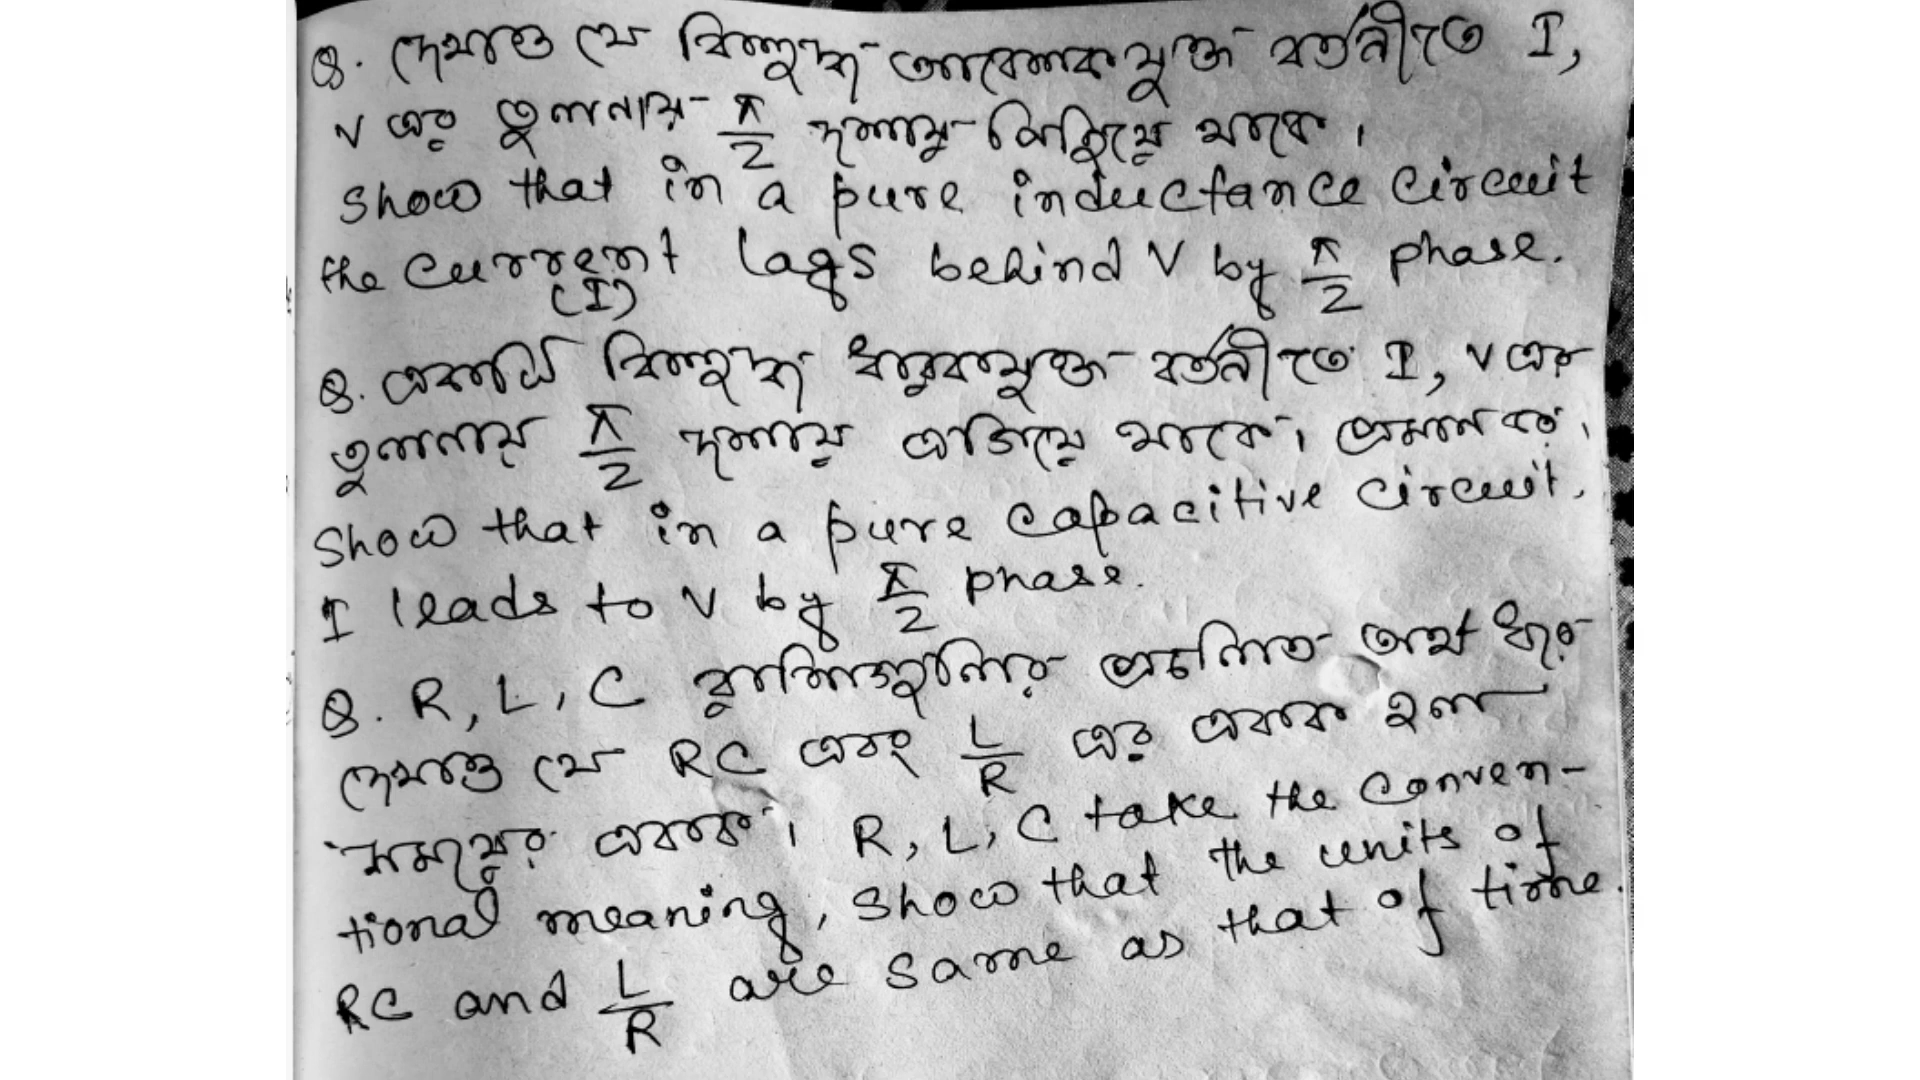 Q. দেখাও যে বিশুদ্ধ আবেশকযুক্ত বর্তনীতে I,
V এর তুলনায় π/2 দশায় পিছিয়ে থাকে।
Show that in a pure inductance circuit
the current lags behind V by π/2 phase.
(I)
Q. একটি বিশুদ্ধ ধারকযুক্ত বর্তনীতে I, V এর
তুলনায় π/2 দশায় এগিয়ে থাকে। প্রমান কর।
Show that in a pure capacitive circuit,
I leads to V by π/2 phase.
Q. R, L, C রাশিগুলির প্রচলিত অর্থ ধরে
দেখাও যে RC এবং L/R এর একক হল
সময়ের একক। R, L, C take the conven-
tional meaning, show that the units of
RC and L/R are same as that of time.